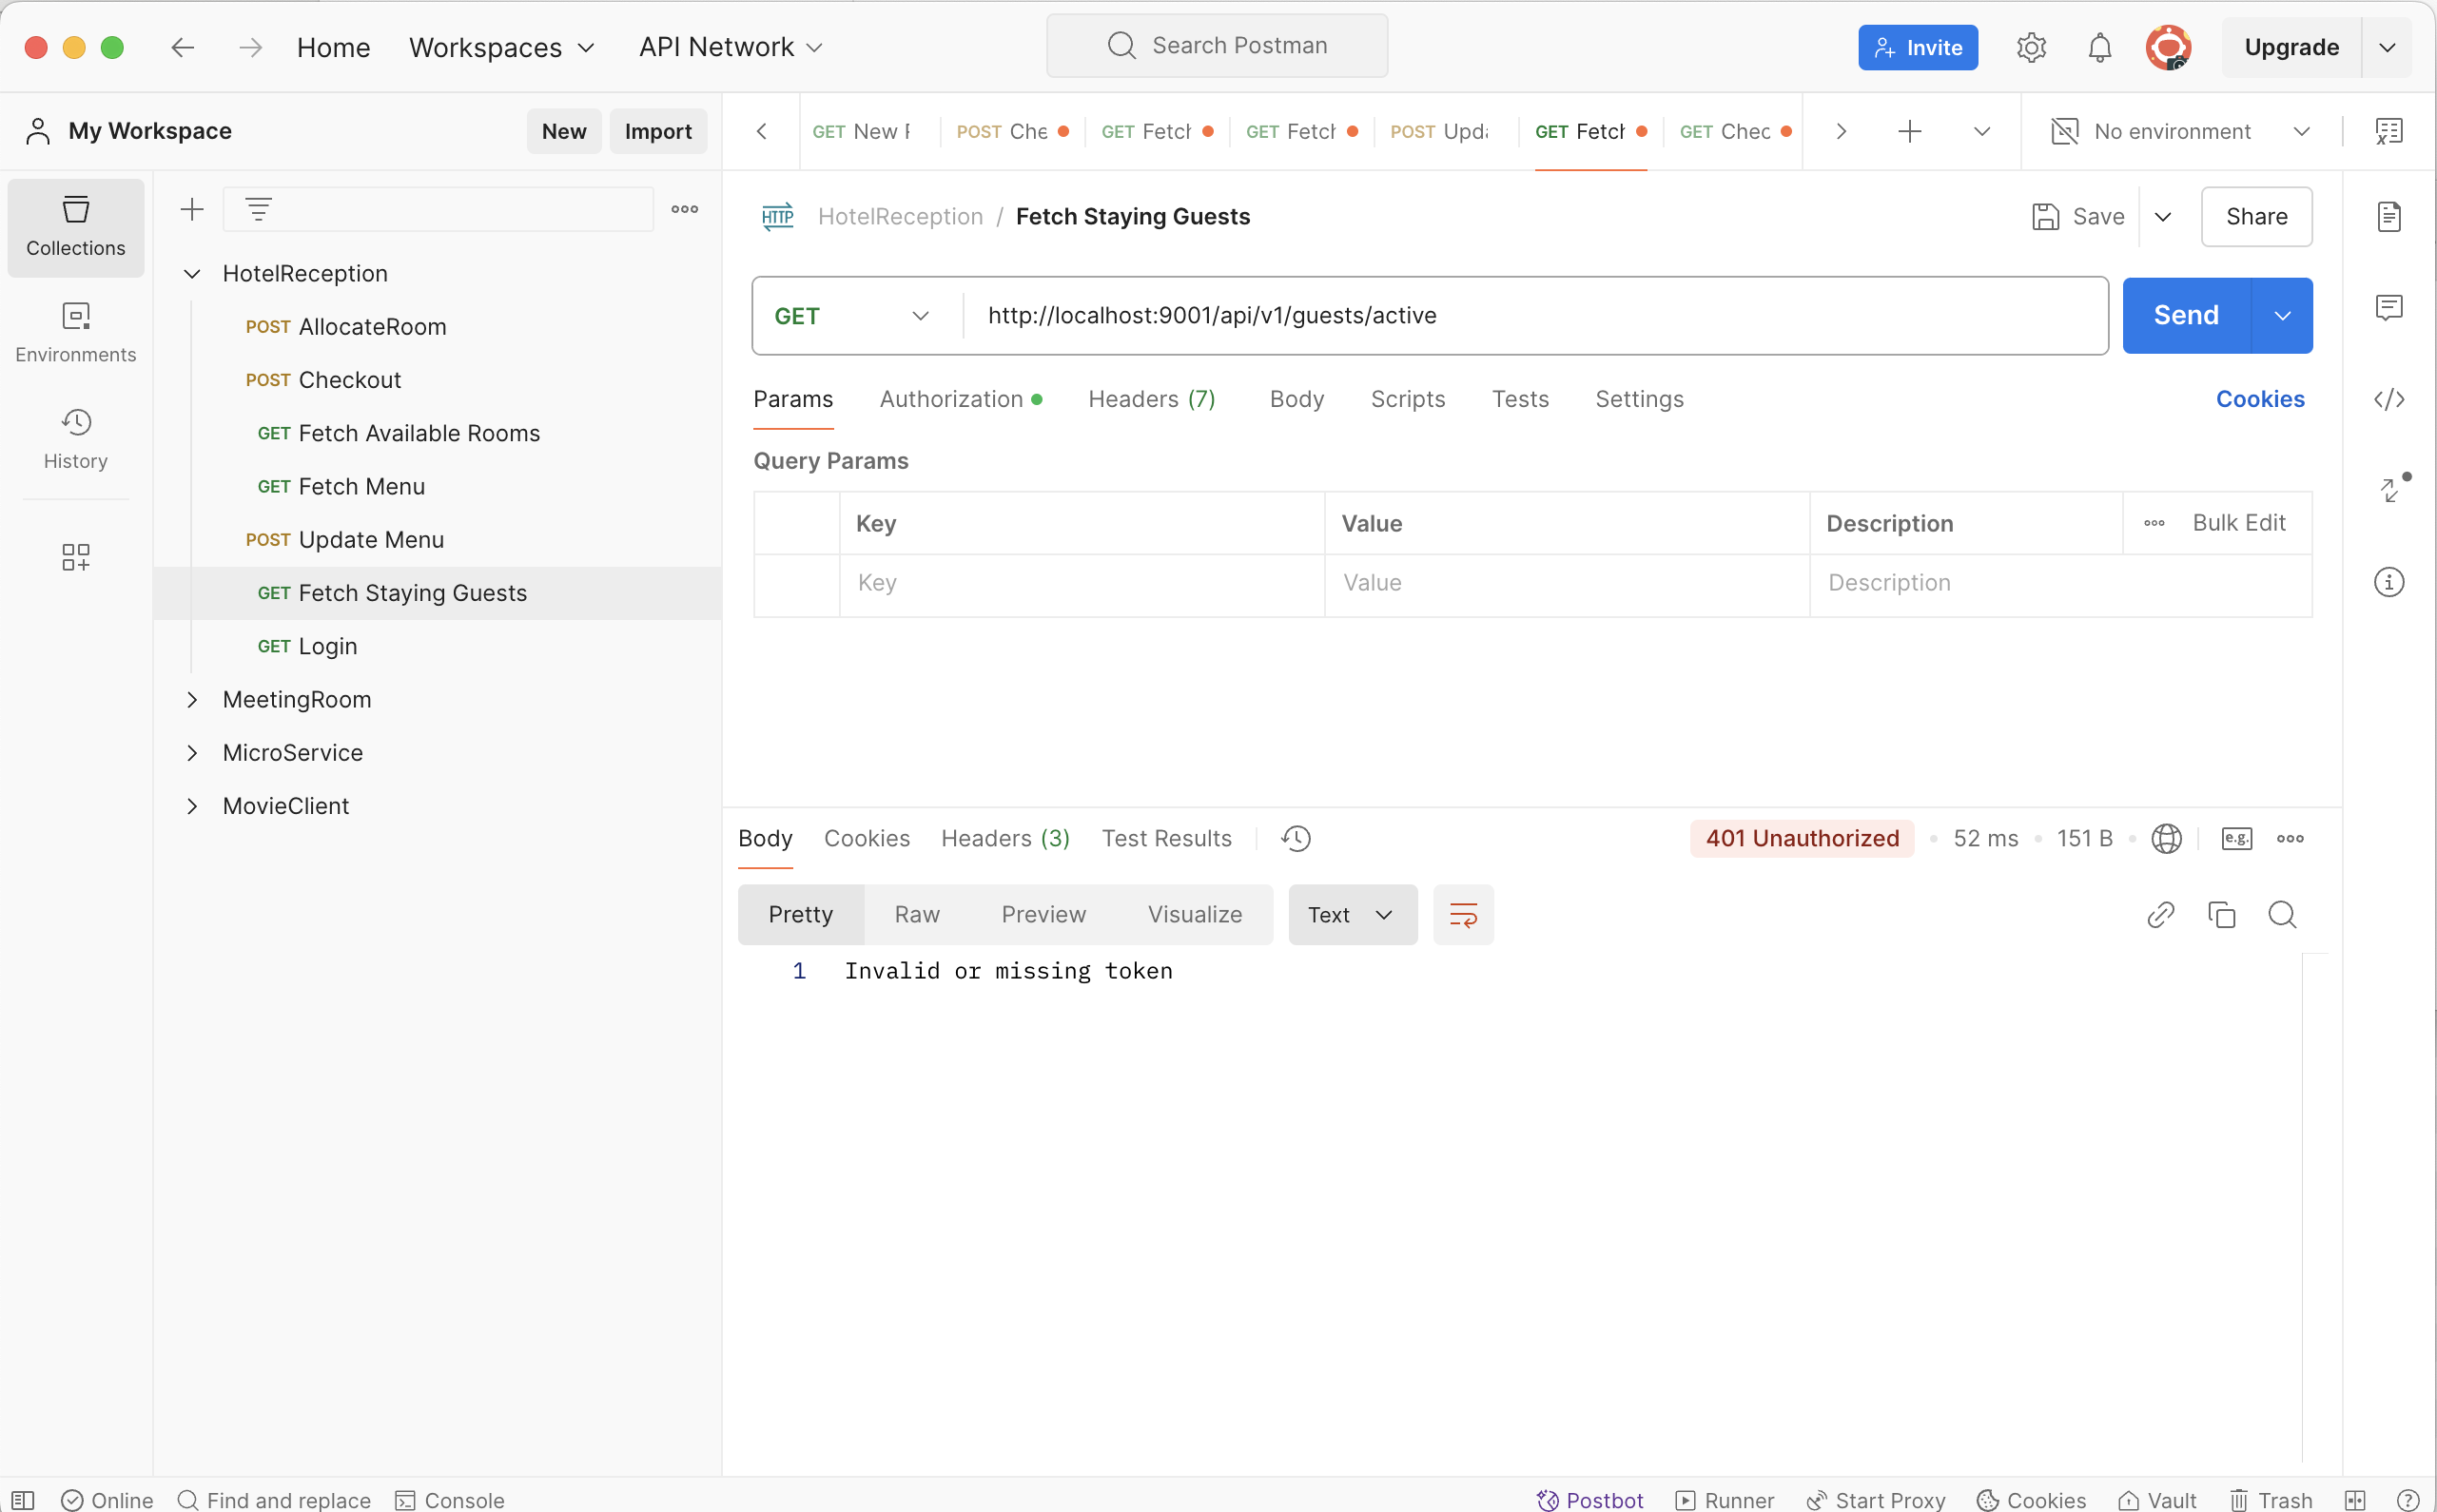 Home Workspaces API Network Search Postman Invite Upgrade
My Workspace New Import
GET New POST Che GET Fetch GET Fetch POST Upd GET Fetch GET Chec No environment
Collections
Environments
History
HotelReception
POST AllocateRoom
POST Checkout
GET Fetch Available Rooms
GET Fetch Menu
POST Update Menu
GET Fetch Staying Guests
GET Login
MeetingRoom
MicroService
MovieClient
HTTP HotelReception / Fetch Staying Guests Save Share
GET http://localhost:9001/api/v1/guests/active Send
Params Authorization Headers (7) Body Scripts Tests Settings Cookies
Query Params
Key Value Description Bulk Edit
Key Value Description
Body Cookies Headers (3) Test Results 401 Unauthorized 52 ms 151 B e.g.
Pretty Raw Preview Visualize Text
1 Invalid or missing token
Online Find and replace Console Postbot Runner Start Proxy Cookies Vault Trash